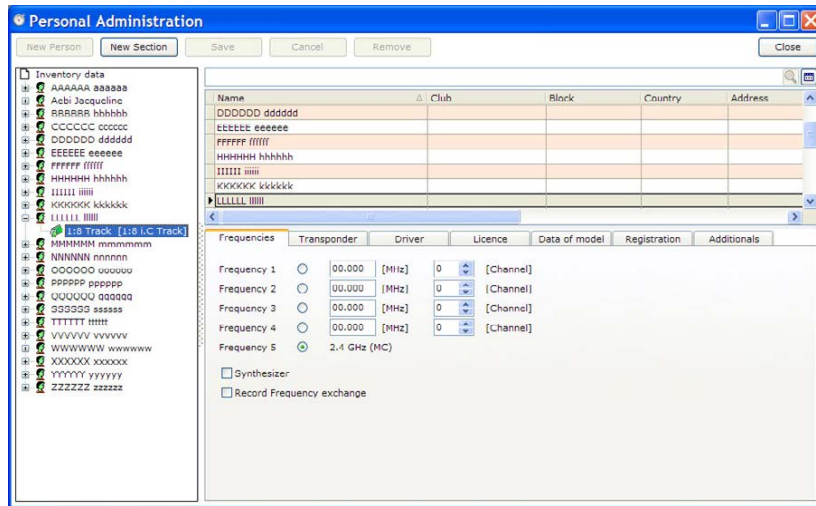 Personal Administration
New Person New Section Save Cancel Remove Close
Inventory data
AAAAAA aaaaaa
Aebi Jacqueline
BBBBBB bbbbbb
CCCCCC cccccc
DDDDDD dddddd
EEEEEE eeeeee
FFFFFF ffffff
HHHHHH hhhhhh
IIIIII iiiiii
KKKKKK kkkkkk
LLLLLL llllll
1:8 Track [1:8 i.C Track]
MMMMMM mmmmmm
NNNNNN nnnnnn
OOOOOO oooooo
PPPPPP pppppp
QQQQQQ qqqqqq
SSSSSS ssssss
TTTTTT tttttt
VVVVVV vvvvvv
WWWWWW wwwwww
XXXXXX xxxxxx
YYYYYY yyyyyy
ZZZZZZ zzzzzz
Name Club Block Country Address
DDDDDD dddddd
EEEEEE eeeeee
FFFFFF ffffff
HHHHHH hhhhhh
IIIIII iiiiii
KKKKKK kkkkkk
LLLLLL llllll
Frequencies Transponder Driver Licence Data of model Registration Additionals
Frequency 1 00.000 [MHz] 0 [Channel]
Frequency 2 00.000 [MHz] 0 [Channel]
Frequency 3 00.000 [MHz] 0 [Channel]
Frequency 4 00.000 [MHz] 0 [Channel]
Frequency 5 2.4 GHz (MC)
Synthesizer
Record Frequency exchange